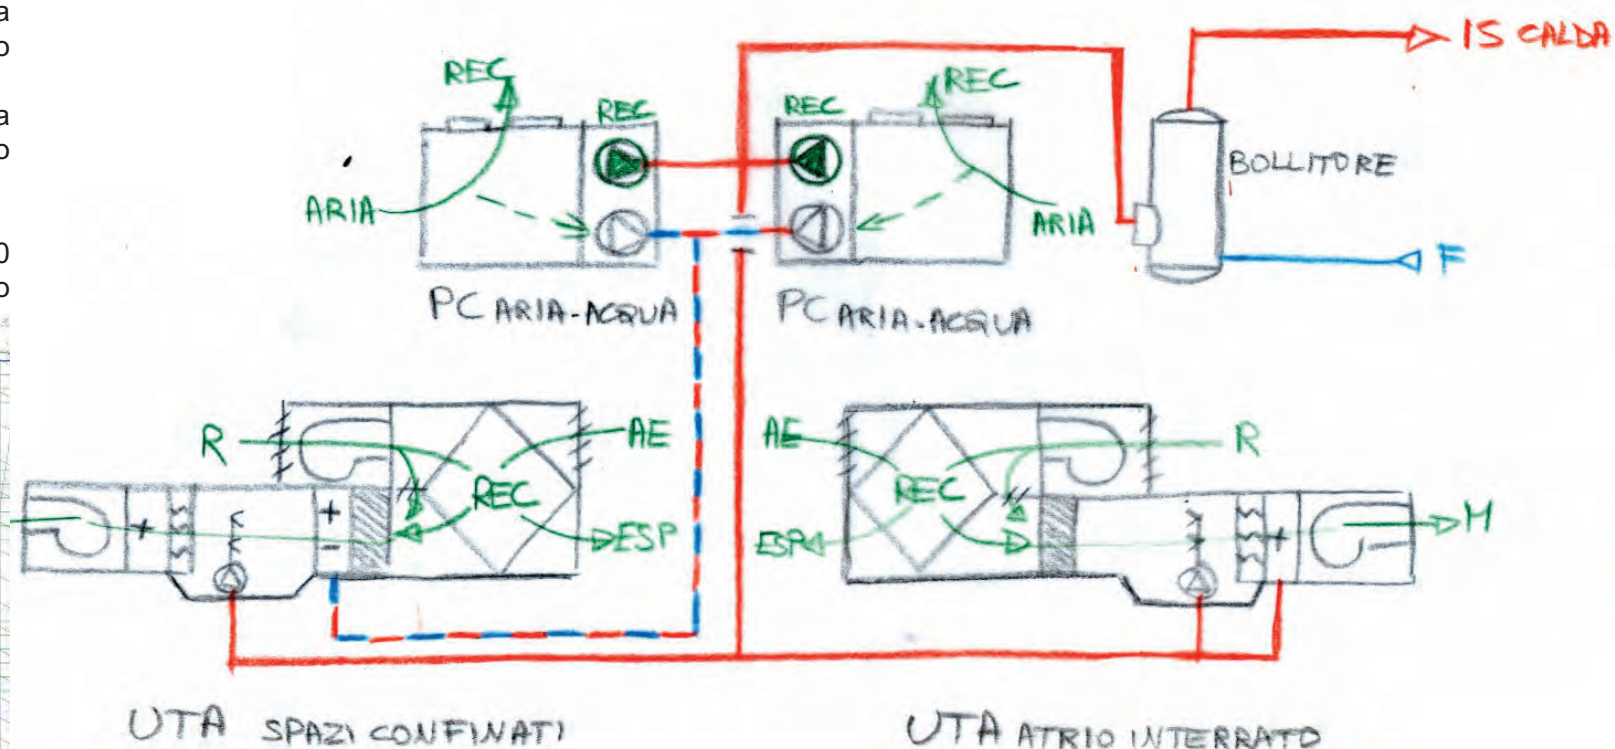 a
o
a
o
0
o
IS CALDA
REC
REC
REC
REC
ARIA
ARIA
BOLLITORE
F
PC ARIA-ACQUA
PC ARIA-ACQUA
R
AE
AE
R
+
REC
REC
+
-
+
ESP
ESP
M
UTA SPAZI CONFINATI
UTA ATRIO INTERRATO